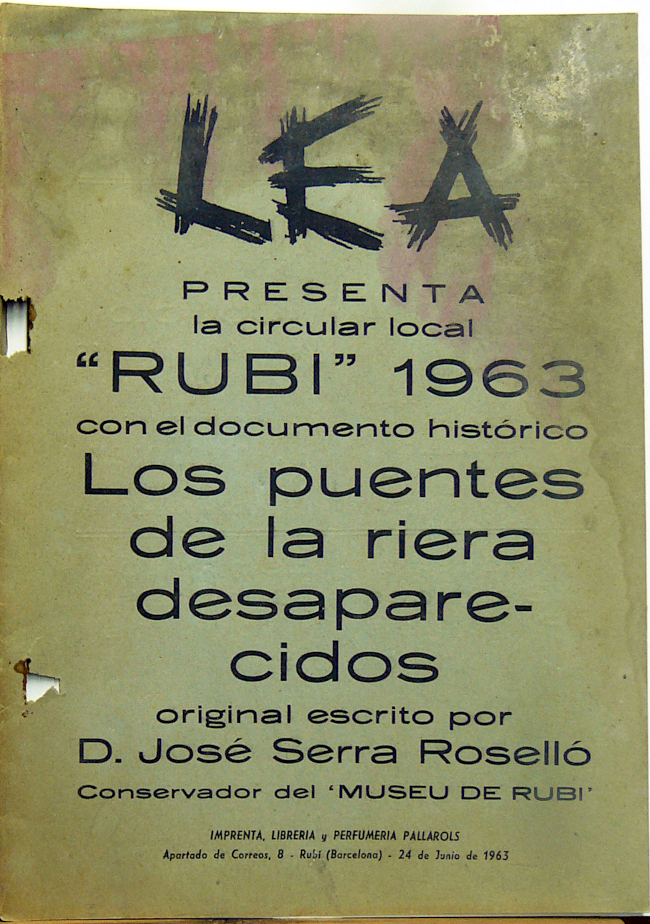 LEA
PRESENTA
la circular local
“RUBI” 1963
con el documento histórico
Los puentes
de la riera
desapare-
cidos
original escrito por
D. José Serra Roselló
Conservador del ‘MUSEU DE RUBI’
IMPRENTA, LIBRERIA y PERFUMERIA PALLAROLS
Apartado de Correos, 8 - Rubí (Barcelona) - 24 de Junio de 1963